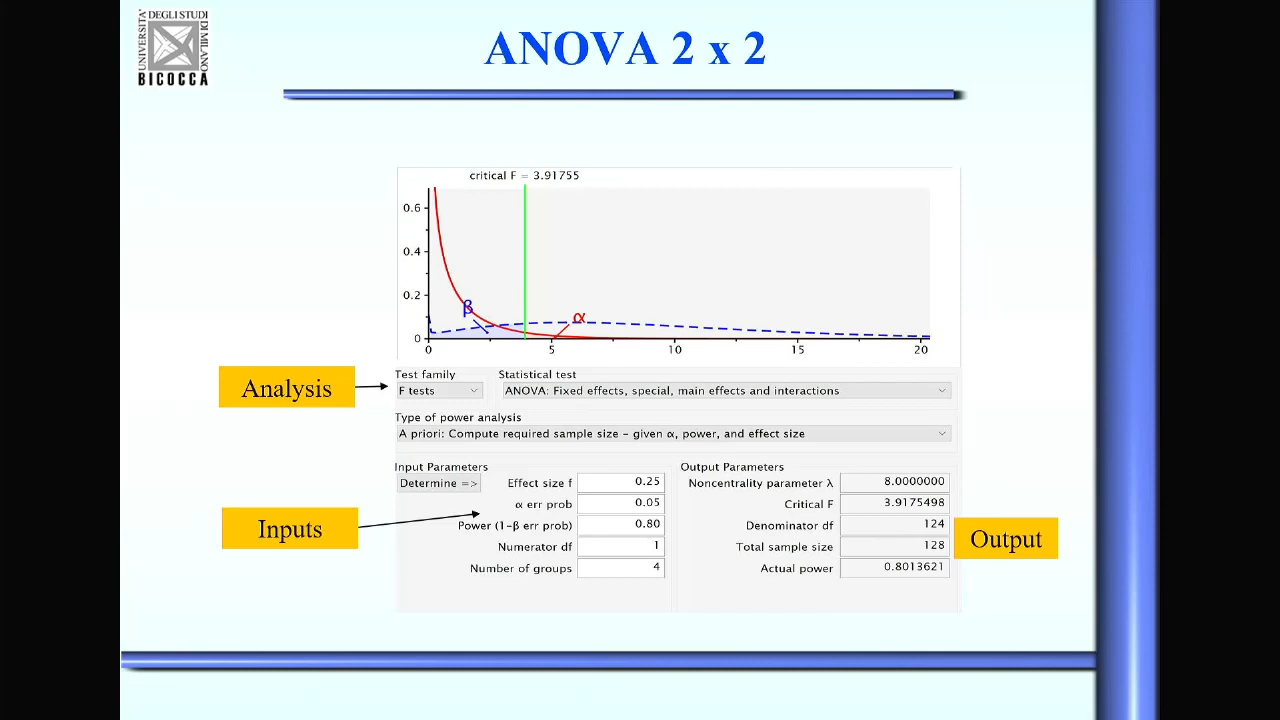 UNIVERSITA'
DEGLI STUDI
DI MILANO
BICOCCA
ANOVA 2 x 2
critical F = 3.91755
0.6
0.4
0.2
0
β
α
0 5 10 15 20
Analysis
Test family Statistical test
F tests ANOVA: Fixed effects, special, main effects and interactions
Type of power analysis
A priori: Compute required sample size – given α, power, and effect size
Inputs
Input Parameters
Determine =>
Effect size f 0.25
α err prob 0.05
Power (1–β err prob) 0.80
Numerator df 1
Number of groups 4
Output Parameters
Noncentrality parameter λ 8.0000000
Critical F 3.9175498
Denominator df 124
Total sample size 128
Actual power 0.8013621
Output